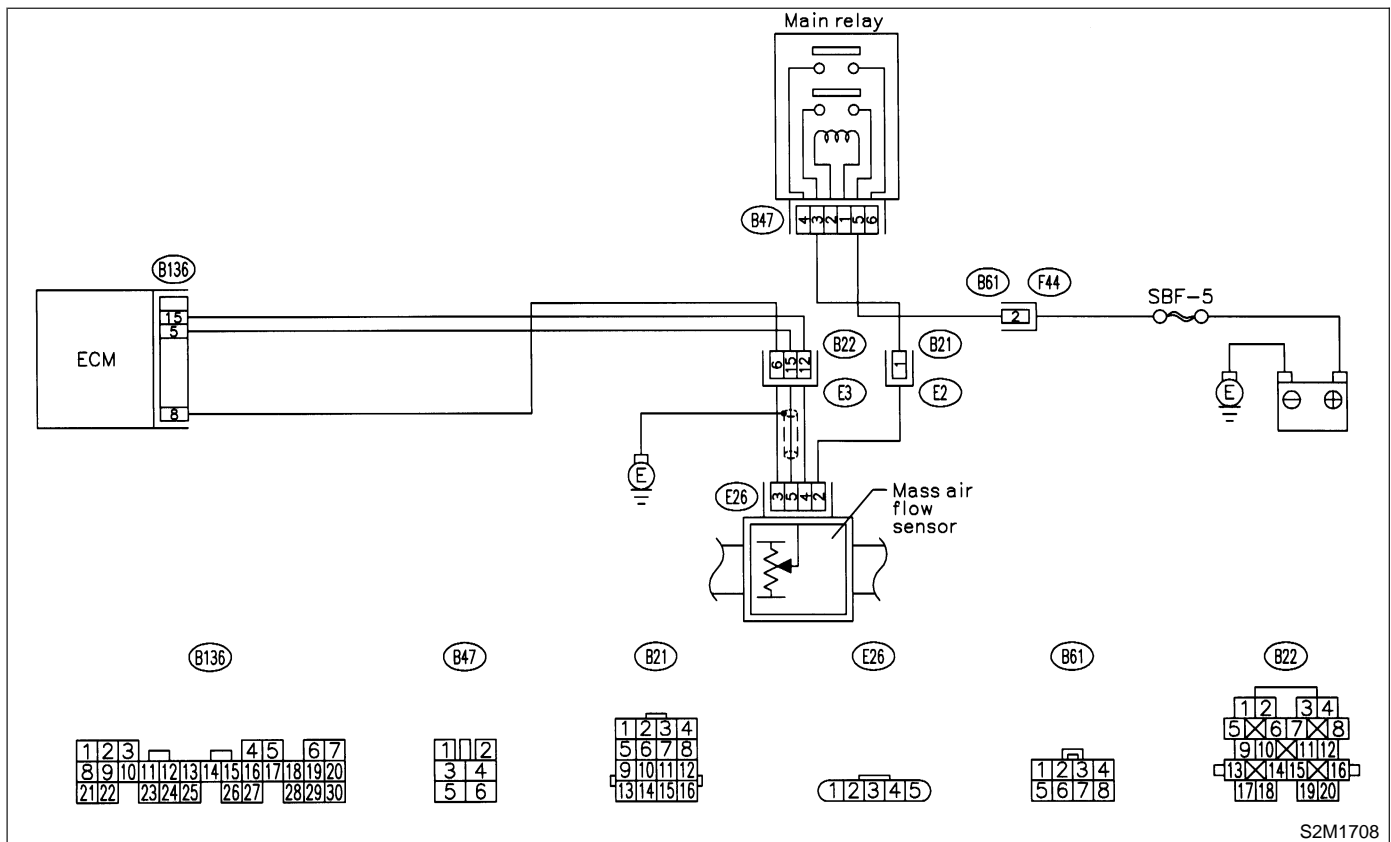 Main relay
B47
4 3 2 1 5 6
B136
15
5
8
ECM
B61
F44
2
SBF-5
B22
6 15 12
E3
B21
1
E2
E
⊖ ⊕
E
E26
3 5 4 2
Mass air
flow
sensor
B136
1 2 3 4 5 6 7
8 9 10 11 12 13 14 15 16 17 18 19 20
21 22 23 24 25 26 27 28 29 30
B47
1 2
3 4
5 6
B21
1 2 3 4
5 6 7 8
9 10 11 12
13 14 15 16
E26
1 2 3 4 5
B61
1 2 3 4
5 6 7 8
B22
1 2 3 4
5 6 7 8
9 10 11 12
13 14 15 16
17 18 19 20
S2M1708